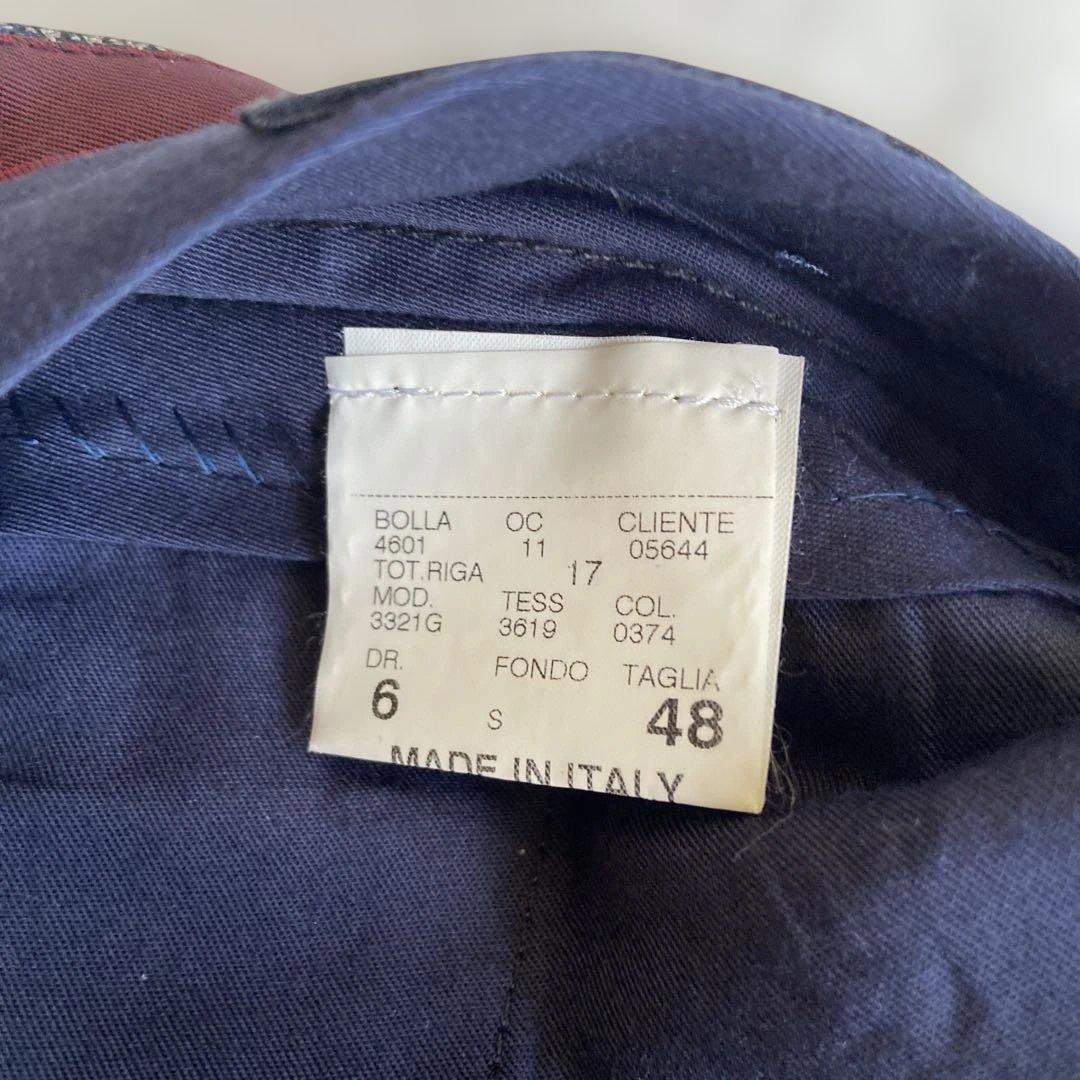 BOLLA OC CLIENTE
4601 11 05644
TOT.RIGA 17
MOD. TESS COL.
3321G 3619 0374
DR. FONDO TAGLIA
6 S 48
MADE IN ITALY